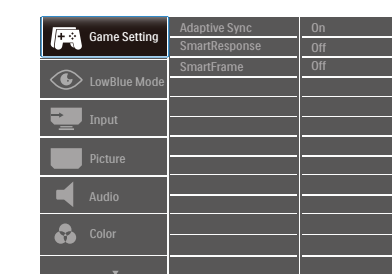 Game Setting
Adaptive Sync On
SmartResponse Off
SmartFrame Off
LowBlue Mode
Input
Picture
Audio
Color